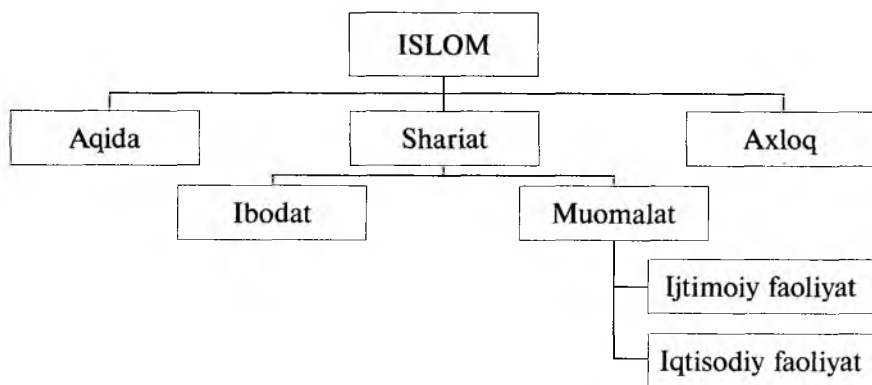 ISLOM
Aqida
Shariat
Axloq
Ibodat
Muomalat
Ijtimoiy faoliyat
Iqtisodiy faoliyat